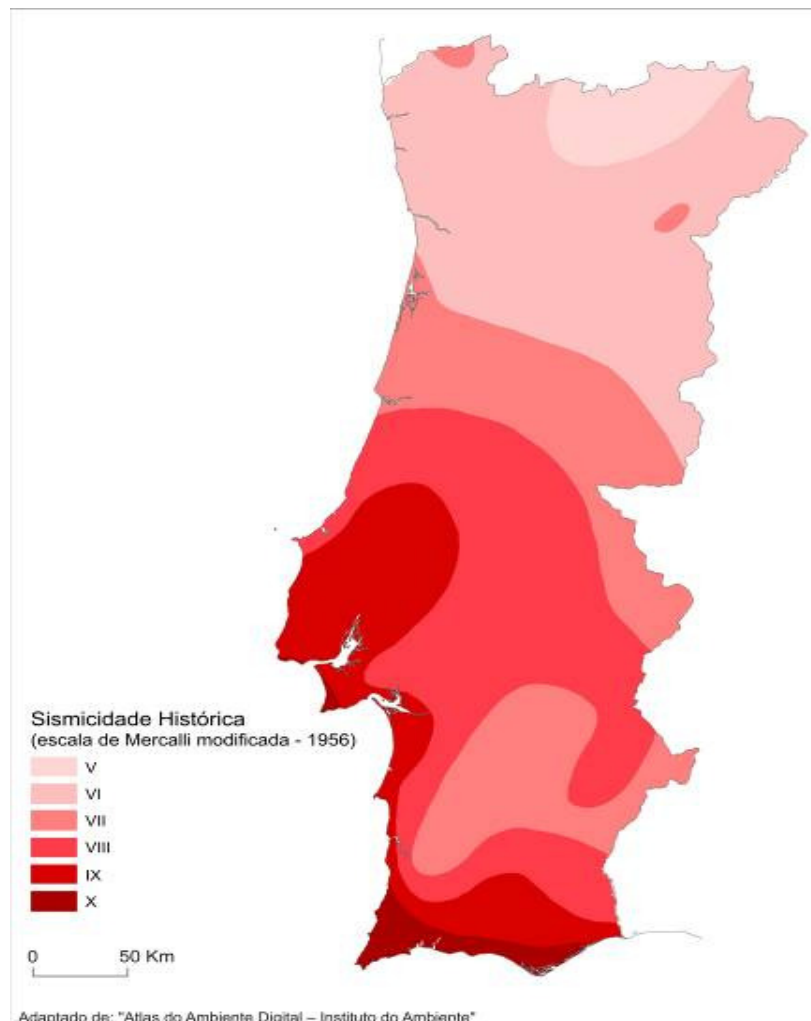 Sismicidade Histórica
(escala de Mercalli modificada - 1956)
V
VI
VII
VIII
IX
X
0 50 Km
Adaptado de: "Atlas do Ambiente Digital – Instituto do Ambiente"